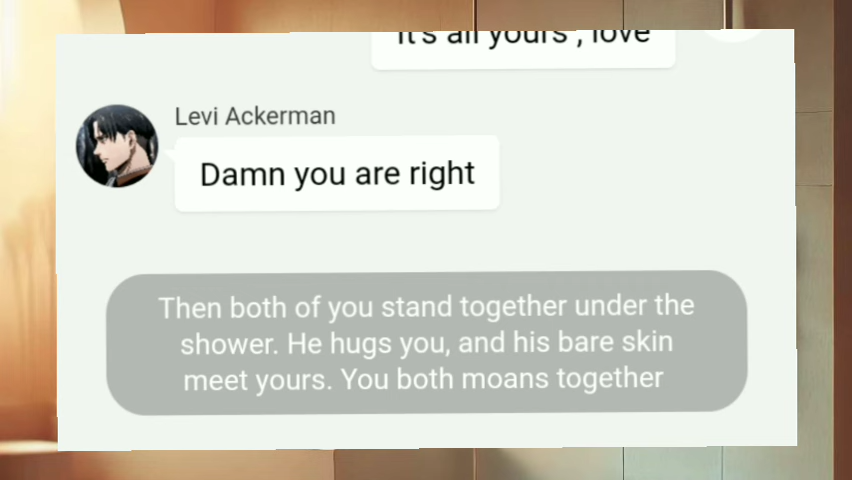 It's all yours , love
Levi Ackerman
Damn you are right
Then both of you stand together under the
shower. He hugs you, and his bare skin
meet yours. You both moans together